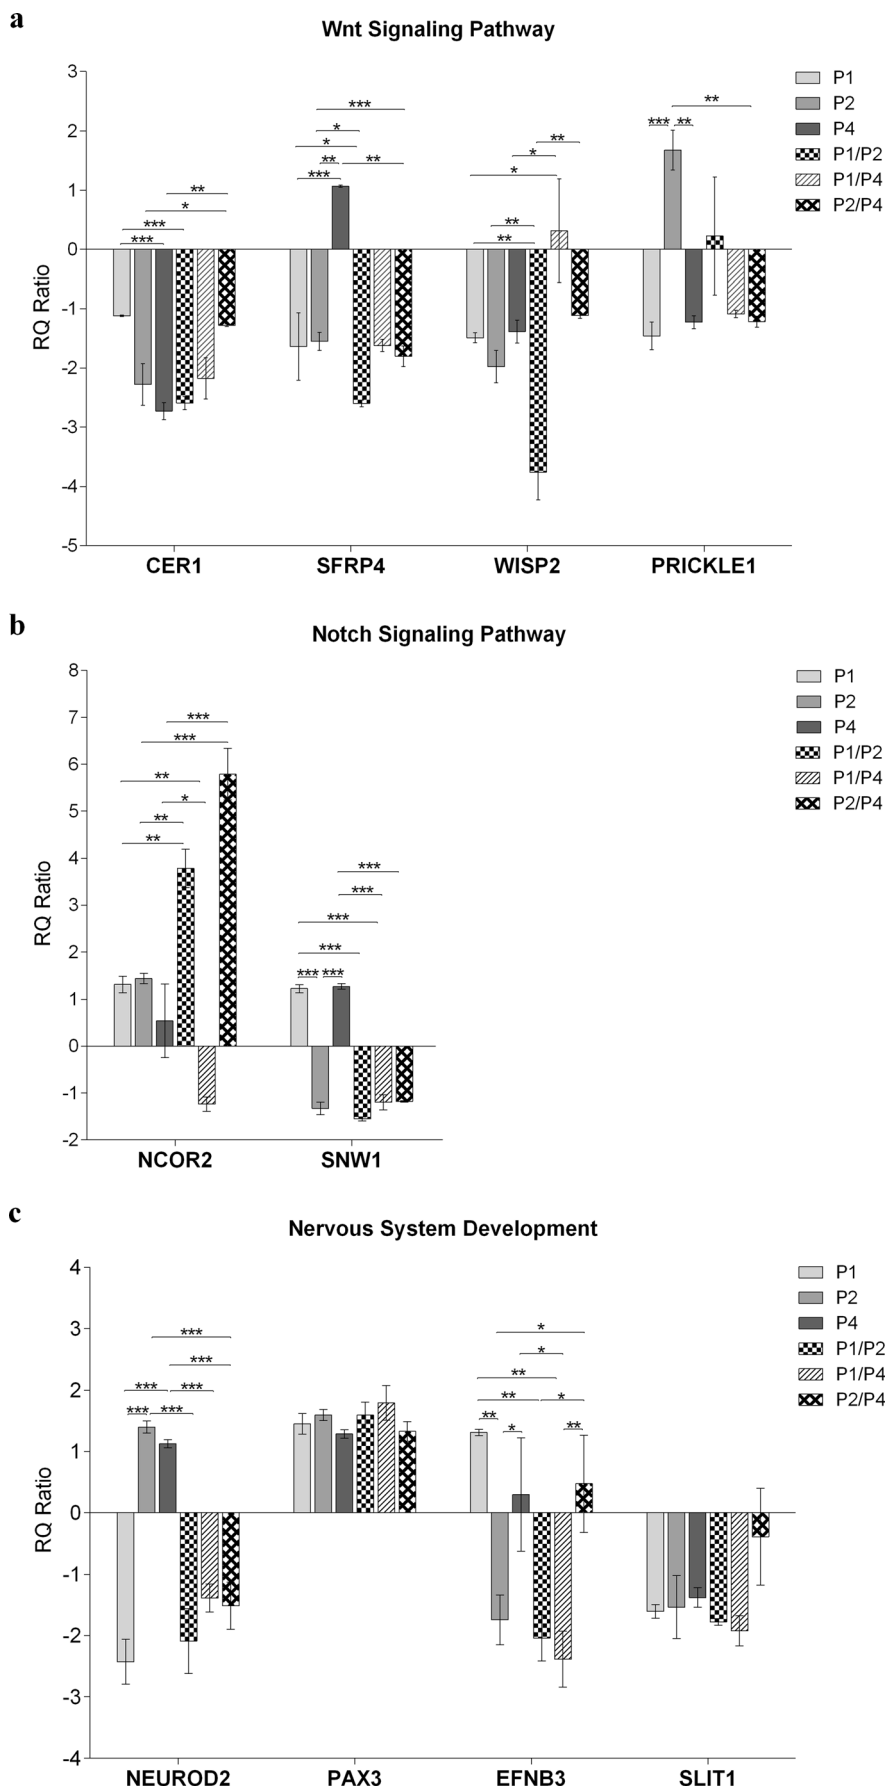 a
Wnt Signaling Pathway
3
2
1
0
-1
-2
-3
-4
-5
RQ Ratio
*** *** * **
*** ** * * ** ***
** ** * * **
*** ** **
CER1 SFRP4 WISP2 PRICKLE1
P1
P2
P4
P1/P2
P1/P4
P2/P4
b
Notch Signaling Pathway
8
7
6
5
4
3
2
1
0
-1
-2
RQ Ratio
***
***
**
*
**
**
***
***
***
***
*** ***
NCOR2 SNW1
P1
P2
P4
P1/P2
P1/P4
P2/P4
c
Nervous System Development
4
3
2
1
0
-1
-2
-3
-4
RQ Ratio
***
***
*** ***
*** ***
*
*
**
** *
** * **
NEUROD2 PAX3 EFNB3 SLIT1
P1
P2
P4
P1/P2
P1/P4
P2/P4